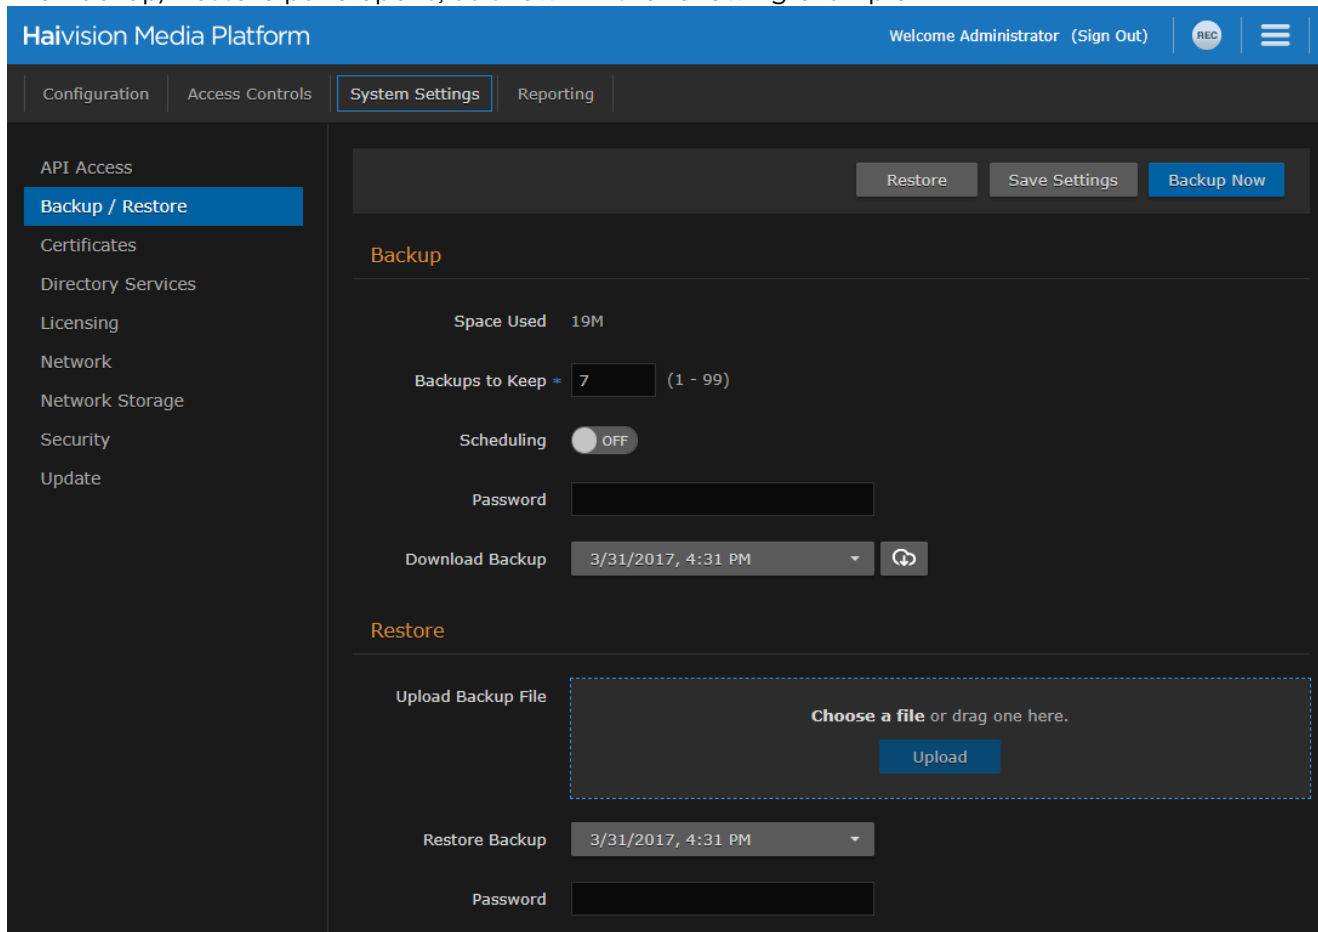 Haivision Media Platform
Welcome Administrator (Sign Out)
REC
Configuration
Access Controls
System Settings
Reporting
API Access
Backup / Restore
Certificates
Directory Services
Licensing
Network
Network Storage
Security
Update
Restore
Save Settings
Backup Now
Backup
Space Used 19M
Backups to Keep * 7 (1 - 99)
Scheduling OFF
Password
Download Backup 3/31/2017, 4:31 PM
Restore
Upload Backup File
Choose a file or drag one here.
Upload
Restore Backup 3/31/2017, 4:31 PM
Password